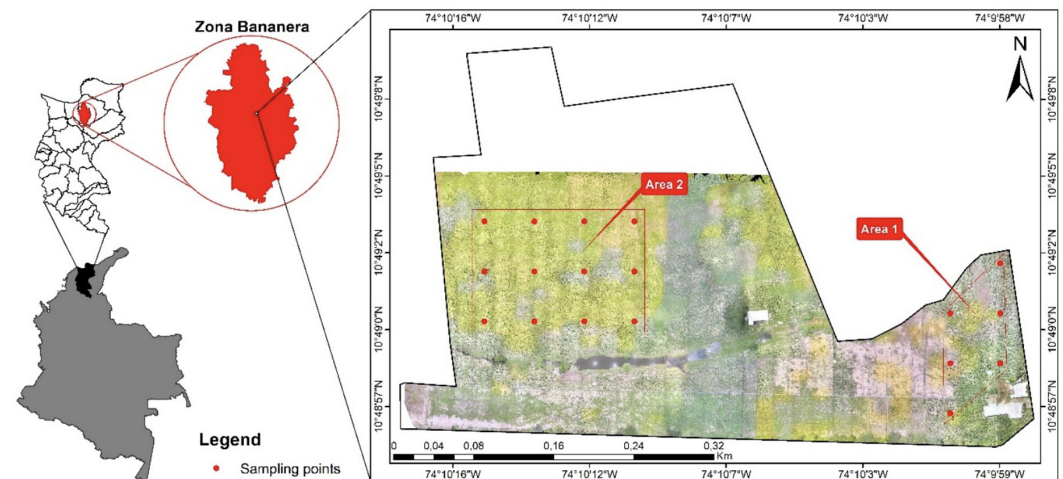 Zona Bananera
74°10'16"W 74°10'12"W 74°10'7"W 74°10'3"W 74°9'58"W
N
10°49'8"N
10°49'8"N
10°49'5"N
10°49'5"N
Area 2
Area 1
10°49'2"N
10°49'2"N
10°49'0"N
10°49'0"N
10°48'57"N
10°48'57"N
Legend
Sampling points
0 0,04 0,08 0,16 0,24 0,32
Km
74°10'16"W 74°10'12"W 74°10'7"W 74°10'3"W 74°9'59"W